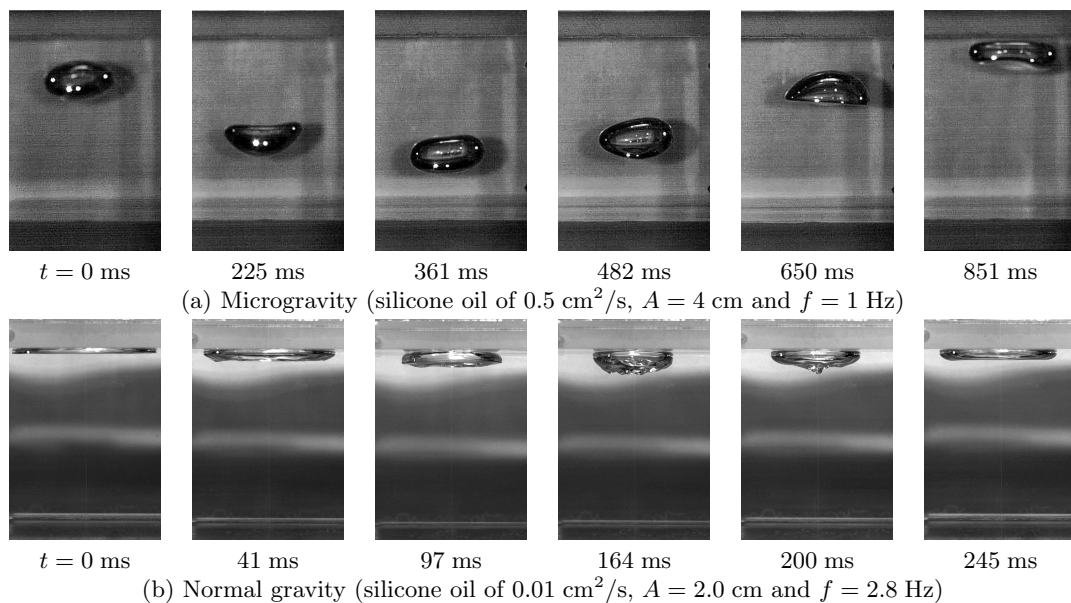 t = 0 ms 225 ms 361 ms 482 ms 650 ms 851 ms
(a) Microgravity (silicone oil of 0.5 cm²/s, A = 4 cm and f = 1 Hz)
t = 0 ms 41 ms 97 ms 164 ms 200 ms 245 ms
(b) Normal gravity (silicone oil of 0.01 cm²/s, A = 2.0 cm and f = 2.8 Hz)